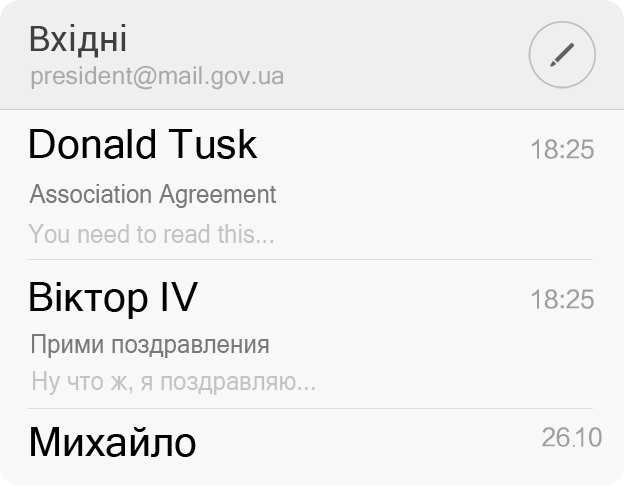 Вхідні
president@mail.gov.ua
Donald Tusk 18:25
Association Agreement
You need to read this...
Віктор IV 18:25
Прими поздравления
Ну что ж, я поздравляю...
Михайло 26.10